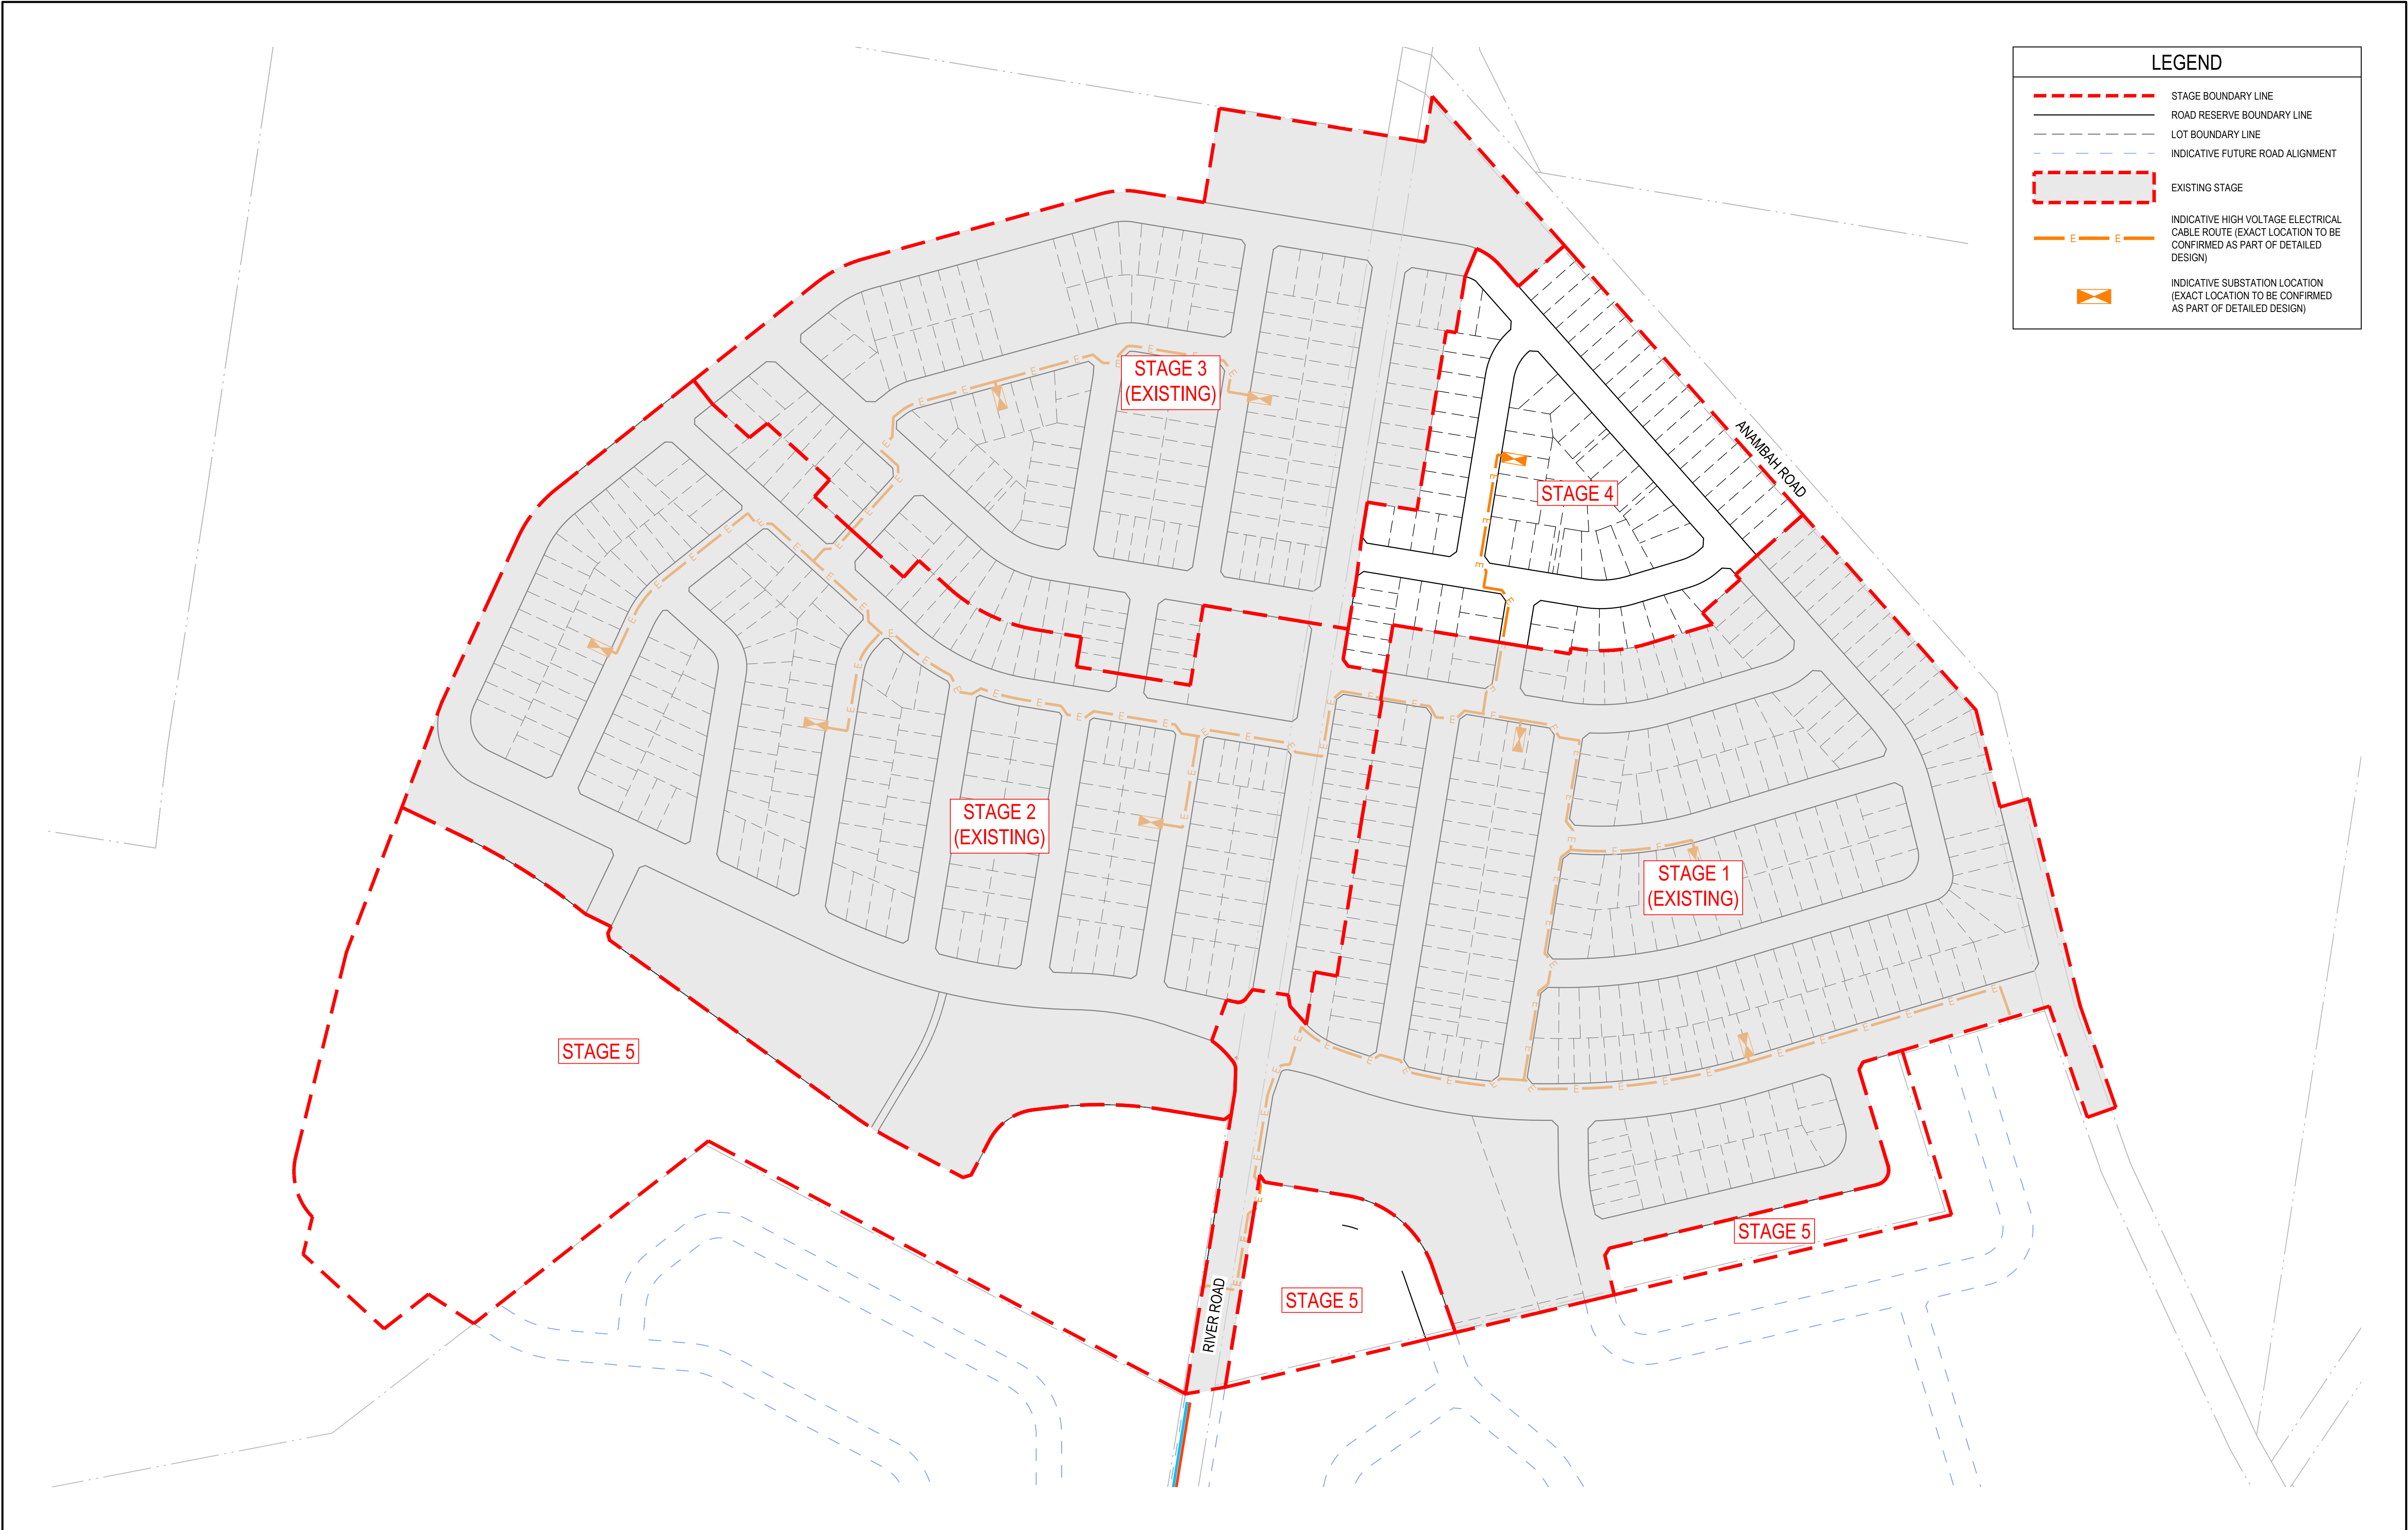 LEGEND
STAGE BOUNDARY LINE
ROAD RESERVE BOUNDARY LINE
LOT BOUNDARY LINE
INDICATIVE FUTURE ROAD ALIGNMENT
EXISTING STAGE
INDICATIVE HIGH VOLTAGE ELECTRICAL
CABLE ROUTE (EXACT LOCATION TO BE
CONFIRMED AS PART OF DETAILED
DESIGN)
E E
INDICATIVE SUBSTATION LOCATION
(EXACT LOCATION TO BE CONFIRMED
AS PART OF DETAILED DESIGN)
STAGE 3
(EXISTING)
ANAMBAH ROAD
STAGE 4
STAGE 2
(EXISTING)
STAGE 1
(EXISTING)
STAGE 5
STAGE 5
STAGE 5
RIVER ROAD